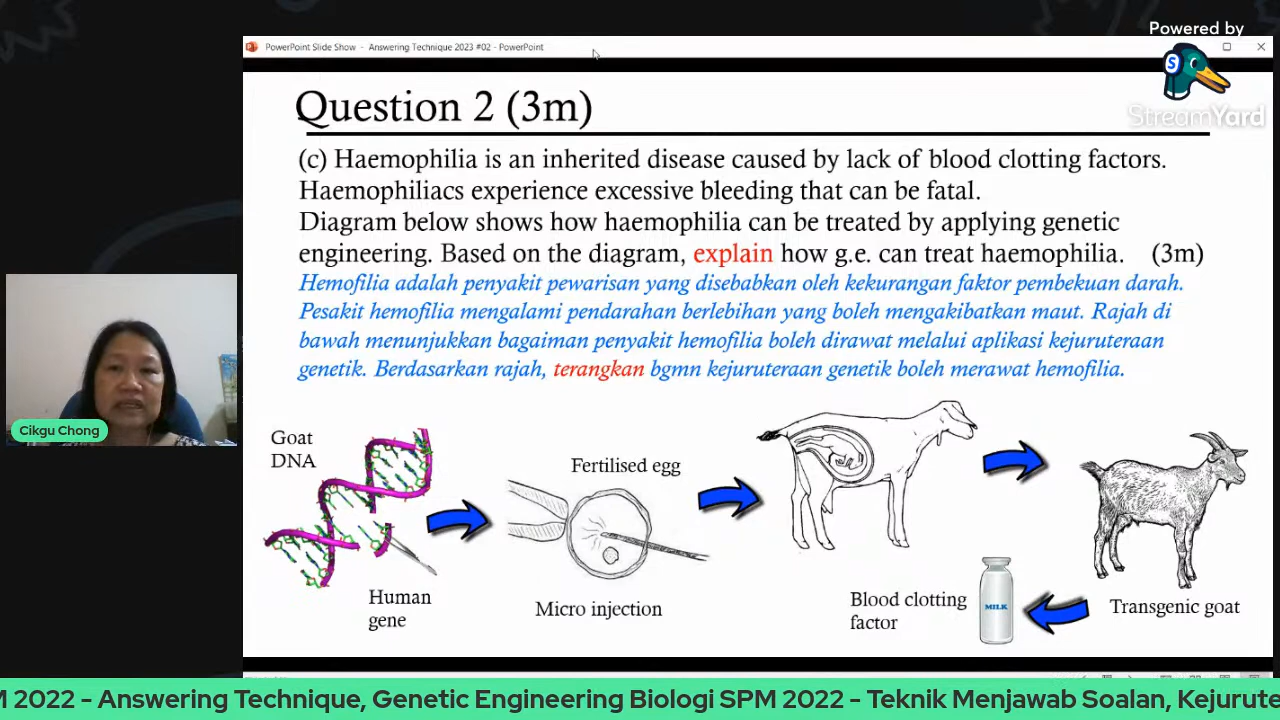 Powered by
StreamYard
PowerPoint Slide Show - Answering Technique 2023 #02 - PowerPoint
Question 2 (3m)
(c) Haemophilia is an inherited disease caused by lack of blood clotting factors.
Haemophiliacs experience excessive bleeding that can be fatal.
Diagram below shows how haemophilia can be treated by applying genetic
engineering. Based on the diagram, explain how g.e. can treat haemophilia. (3m)
Hemofilia adalah penyakit pewarisan yang disebabkan oleh kekurangan faktor pembekuan darah.
Pesakit hemofilia mengalami pendarahan berlebihan yang boleh mengakibatkan maut. Rajah di
bawah menunjukkan bagaiman penyakit hemofilia boleh dirawat melalui aplikasi kejuruteraan
genetik. Berdasarkan rajah, terangkan bgmn kejuruteraan genetik boleh merawat hemofilia.
Cikgu Chong
Goat
DNA
Fertilised egg
Human
gene
Micro injection
Blood clotting
factor
MILK
Transgenic goat
M 2022 - Answering Technique, Genetic Engineering Biologi SPM 2022 - Teknik Menjawab Soalan, Kejurute